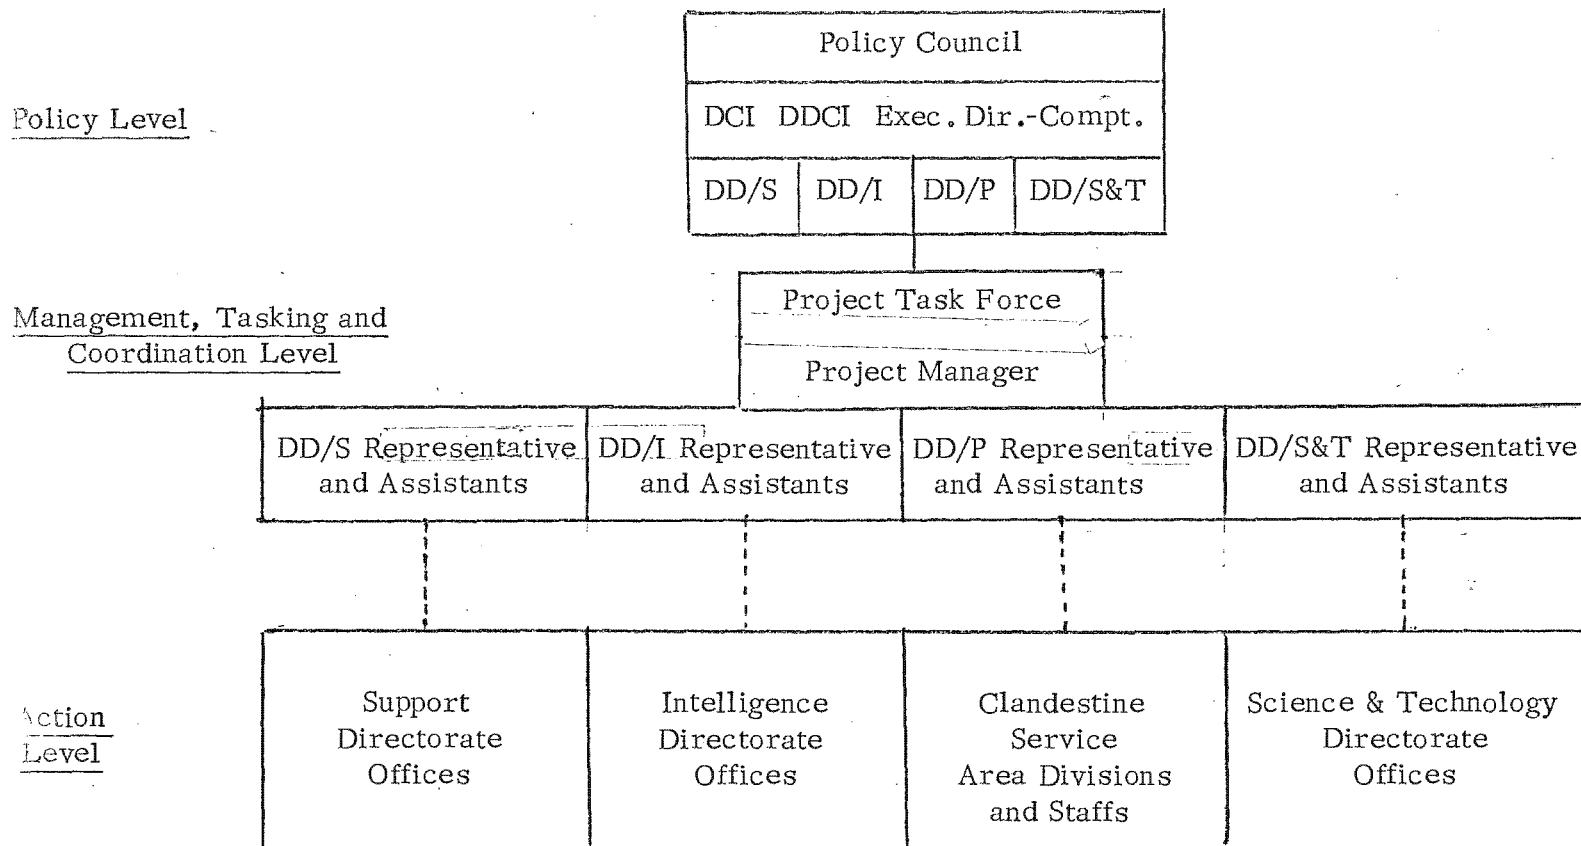 Policy Council
Policy Level
DCI DDCI Exec. Dir.-Compt.
DD/S DD/I DD/P DD/S&T
Management, Tasking and
Coordination Level
Project Task Force
Project Manager
DD/S Representative
and Assistants
DD/I Representative
and Assistants
DD/P Representative
and Assistants
DD/S&T Representative
and Assistants
Action
Level
Support
Directorate
Offices
Intelligence
Directorate
Offices
Clandestine
Service
Area Divisions
and Staffs
Science & Technology
Directorate
Offices